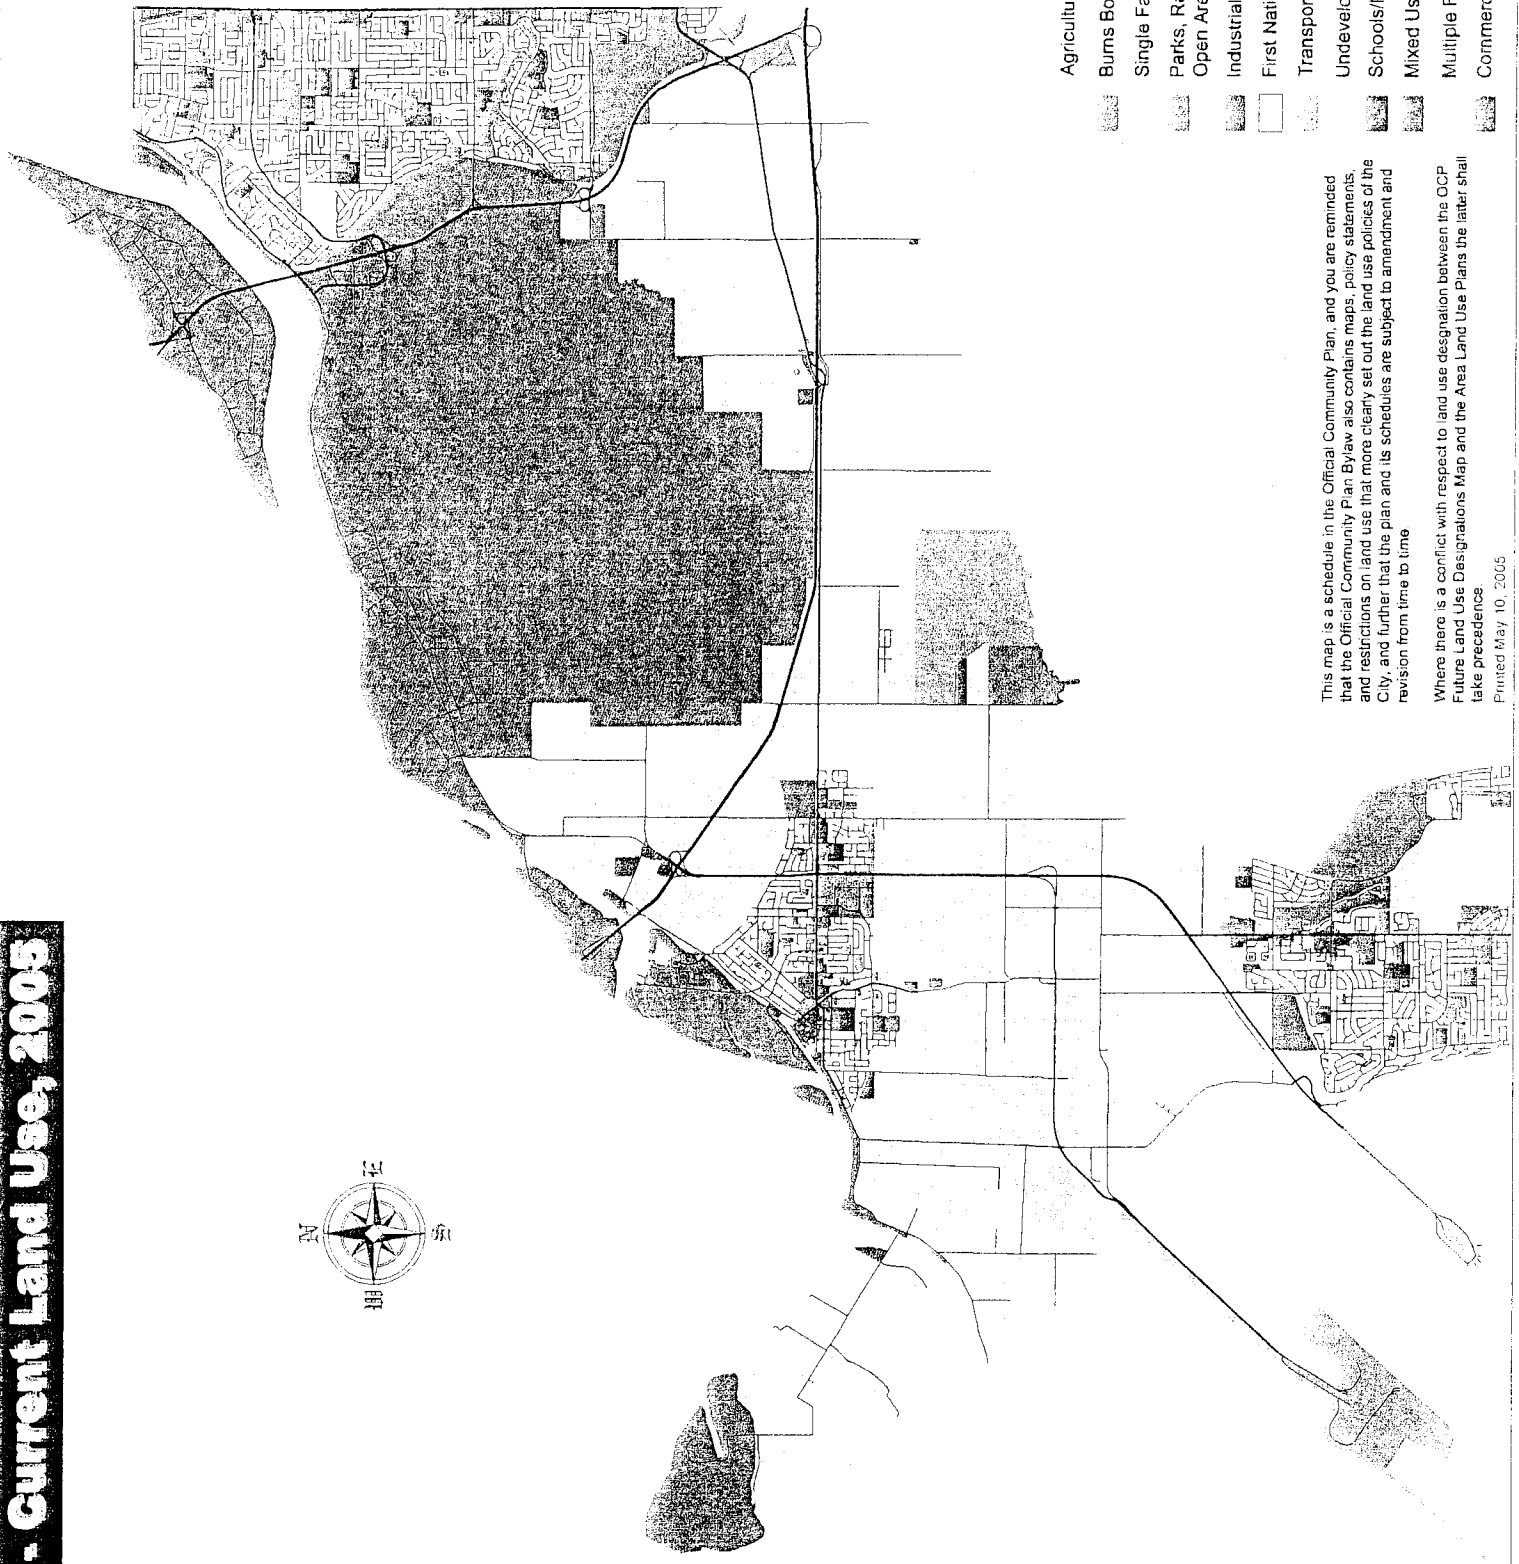 - Current Land Use, 2005
N
E
S
W
Agricultu
Burns Bo
Single Fa
Parks, Ra
Open Are
Industrial
First Nati
Transpor
Undevelo
Schools/
Mixed Us
Multiple
Commerc
This map is a schedule in the Official Community Plan, and you are reminded
that the Official Community Plan Bylaw also contains maps, policy statements,
and restrictions on land use that more clearly set out the land use policies of the
City, and further that the plan and its schedules are subject to amendment and
revision from time to time
Where there is a conflict with respect to land use desgnation between the OCP
Future Land Use Designations Map and the Area Land Use Plans the latter shall
take precedence.
Printed May 10, 2005